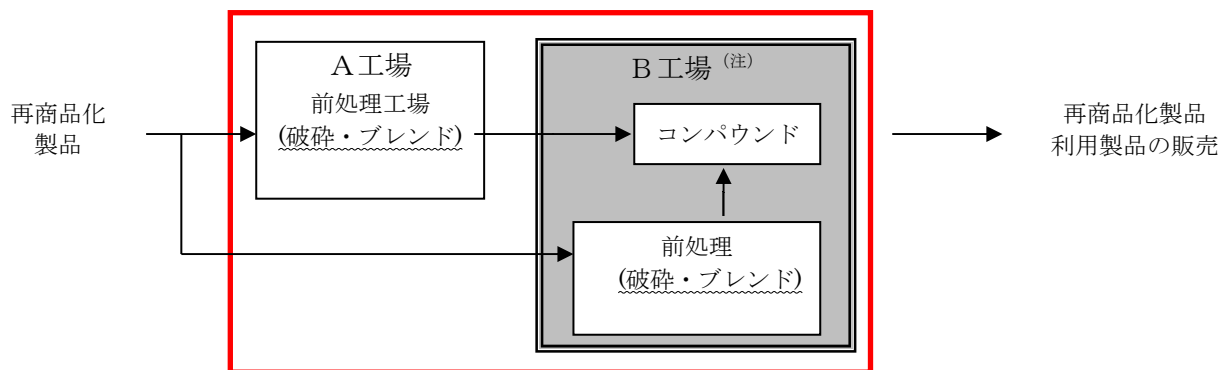 再商品化
製品
A工場
前処理工場
(破砕・ブレンド)
B工場(注)
コンパウンド
前処理
(破砕・ブレンド)
再商品化製品
利用製品の販売